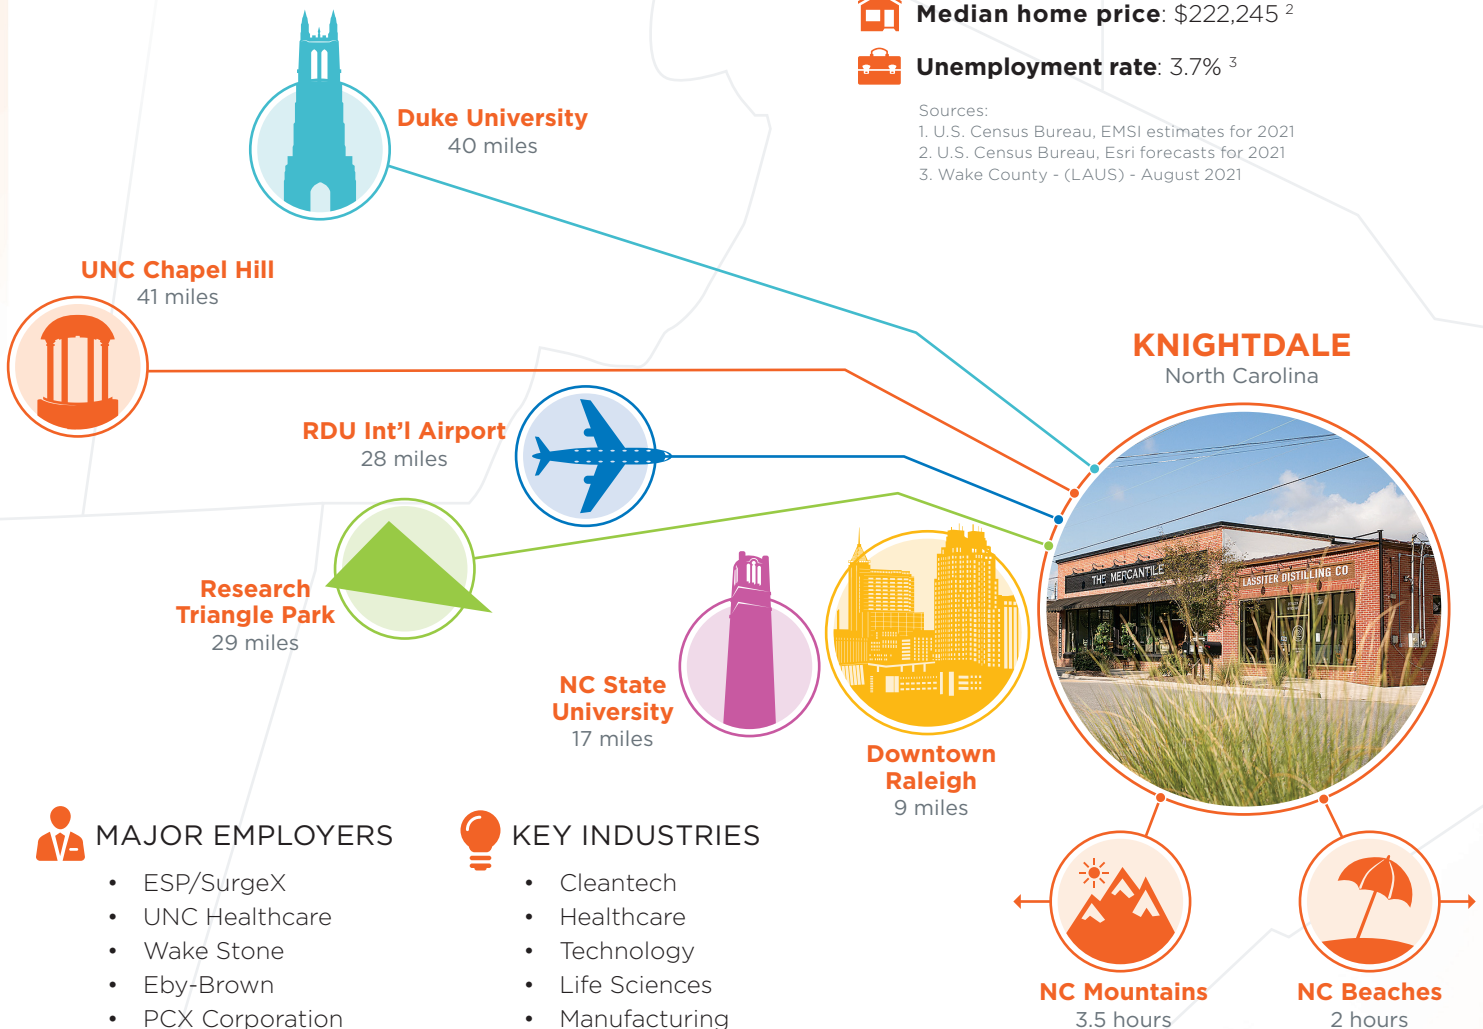 Median home price: $222,245 2
Unemployment rate: 3.7% 3
Sources:
1. U.S. Census Bureau, EMSI estimates for 2021
2. U.S. Census Bureau, Esri forecasts for 2021
3. Wake County - (LAUS) - August 2021
Duke University
40 miles
UNC Chapel Hill
41 miles
KNIGHTDALE
North Carolina
RDU Int'l Airport
28 miles
THE MERCANTILE
LASSITER DISTILLING CO
Research
Triangle Park
29 miles
NC State
University
17 miles
Downtown
Raleigh
9 miles
MAJOR EMPLOYERS
• ESP/SurgeX
• UNC Healthcare
• Wake Stone
• Eby-Brown
• PCX Corporation
KEY INDUSTRIES
• Cleantech
• Healthcare
• Technology
• Life Sciences
• Manufacturing
NC Mountains
3.5 hours
NC Beaches
2 hours